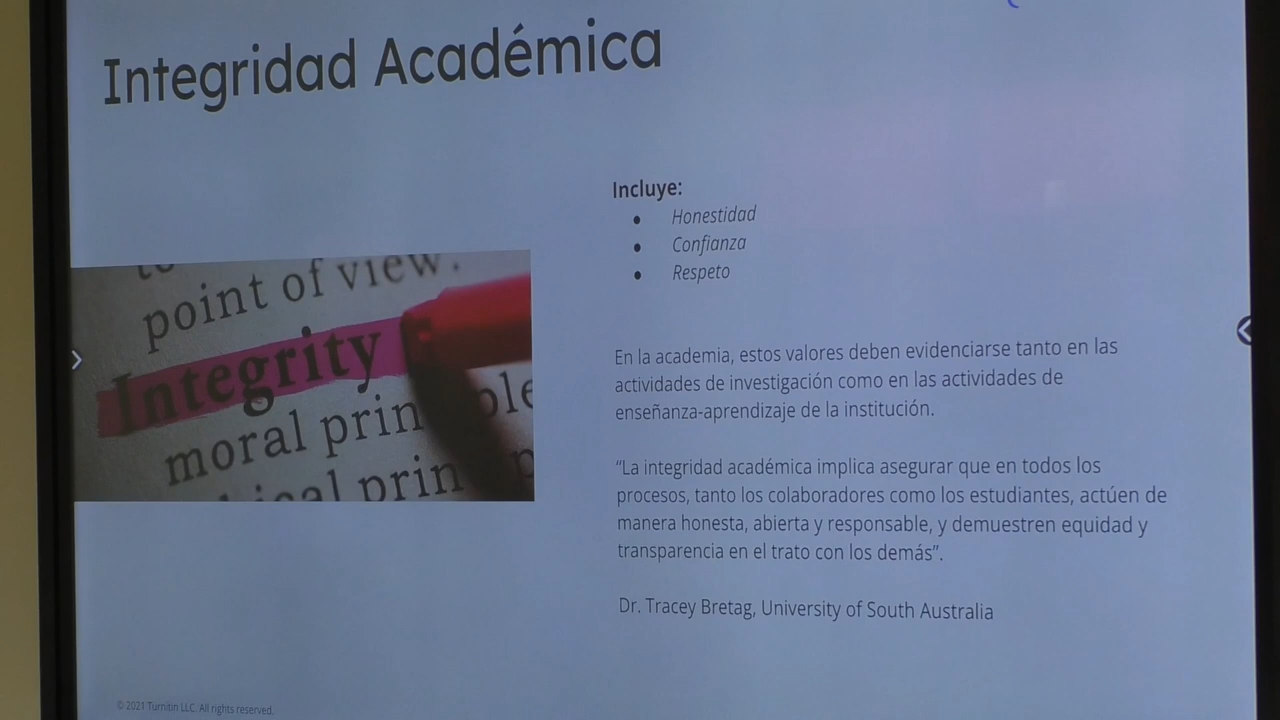 Integridad Académica
Incluye:
• Honestidad
• Confianza
• Respeto
point of view.
Integrity
moral prin
prin
En la academia, estos valores deben evidenciarse tanto en las
actividades de investigación como en las actividades de
enseñanza-aprendizaje de la institución.
“La integridad académica implica asegurar que en todos los
procesos, tanto los colaboradores como los estudiantes, actúen de
manera honesta, abierta y responsable, y demuestren equidad y
transparencia en el trato con los demás”.
Dr. Tracey Bretag, University of South Australia
© 2021 Turnitin LLC. All rights reserved.